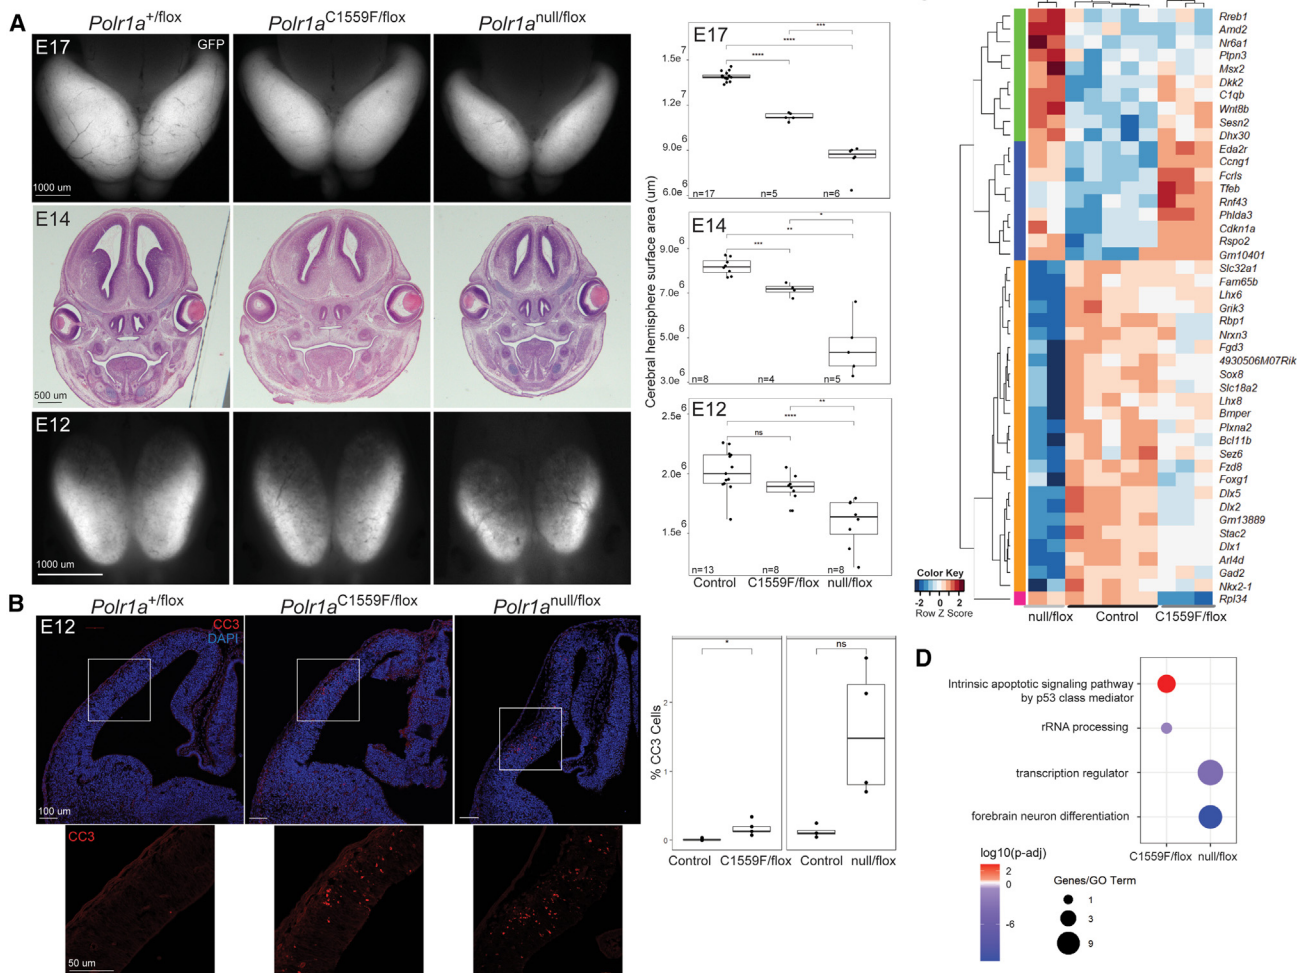 A
Polr1a+/flox
Polr1aC1559F/flox
Polr1anull/flox
E17
GFP
1000 um
E14
500 um
E12
1000 um
Cerebral hemisphere surface area (um)
E17
***
****
****
1.5e7
1.2e7
9.0e6
6.0e6
n=17
n=5
n=6
E14
*
**
***
9.0e6
7.0e6
5.0e6
3.0e6
n=8
n=4
n=5
E12
**
****
ns
2.5e6
2.0e6
1.5e6
n=13
n=8
n=8
Control
C1559F/flox
null/flox
B
Polr1a+/flox
Polr1aC1559F/flox
Polr1anull/flox
E12
CC3
DAPI
100 um
CC3
50 um
% CC3 Cells
2
1
0
*
ns
Control
C1559F/flox
Control
null/flox
Rreb1
Amd2
Nr6a1
Ptpn3
Msx2
Dkk2
C1qb
Wnt8b
Sesn2
Dhx30
Eda2r
Ccng1
Fcrls
Tfeb
Rnf43
Phlda3
Cdkn1a
Rspo2
Gm10401
Slc32a1
Fam65b
Lhx6
Grik3
Rbp1
Nrxn3
Fgd3
4930506M07Rik
Sox8
Slc18a2
Lhx8
Bmper
Plxna2
Bcl11b
Sez6
Fzd8
Foxg1
Dlx5
Dlx2
Gm13889
Stac2
Dlx1
Arl4d
Gad2
Nkx2-1
Rpl34
Color Key
-2 0 2
Row Z Score
null/flox
Control
C1559F/flox
D
Intrinsic apoptotic signaling pathway
by p53 class mediator
rRNA processing
transcription regulator
forebrain neuron differentiation
C1559F/flox
null/flox
log10(p-adj)
2
0
-6
Genes/GO Term
1
3
9